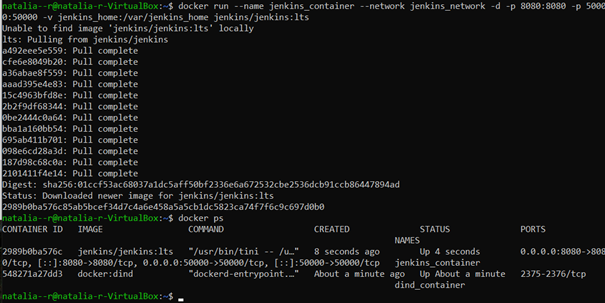 natalia--r@natalia-r-VirtualBox:~$ docker run --name jenkins_container --network jenkins_network -d -p 8080:8080 -p 5000
0:50000 -v jenkins_home:/var/jenkins_home jenkins/jenkins:lts
Unable to find image 'jenkins/jenkins:lts' locally
lts: Pulling from jenkins/jenkins
a492eee5e559: Pull complete
cfe6e8049b20: Pull complete
a36abae8f559: Pull complete
aaad395e4e83: Pull complete
15c4963bfd8e: Pull complete
2b2f9df68344: Pull complete
0be2444c0a64: Pull complete
bba1a160bb54: Pull complete
695ab411b701: Pull complete
098e6cd28a3d: Pull complete
187d98c68c0a: Pull complete
2101411f4e14: Pull complete
Digest: sha256:01ccf53ac68037a1dc5aff50bf2336e6a672532cbe2536dcb91ccb86447894ad
Status: Downloaded newer image for jenkins/jenkins:lts
2989b0ba576c85ab5bcef34d7c4a6e458a5a5cb1dc5823ca74f7f6c9c697d0b0
natalia--r@natalia-r-VirtualBox:~$ docker ps
CONTAINER ID   IMAGE                 COMMAND                  CREATED              STATUS              PORTS
NAMES
2989b0ba576c   jenkins/jenkins:lts   "/usr/bin/tini -- /u…"   8 seconds ago        Up 4 seconds        0.0.0.0:8080->808
0/tcp, [::]:8080->8080/tcp, 0.0.0.0:50000->50000/tcp, [::]:50000->50000/tcp   jenkins_container
548271a27dd3   docker:dind           "dockerd-entrypoint.…"   About a minute ago   Up About a minute   2375-2376/tcp
dind_container
natalia--r@natalia-r-VirtualBox:~$